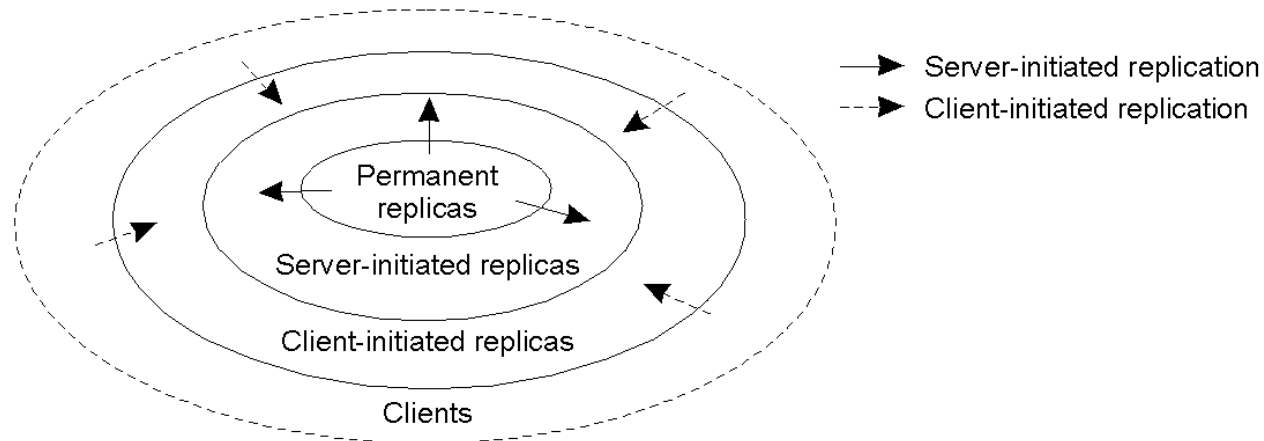 Server-initiated replication
Client-initiated replication
Permanent
replicas
Server-initiated replicas
Client-initiated replicas
Clients